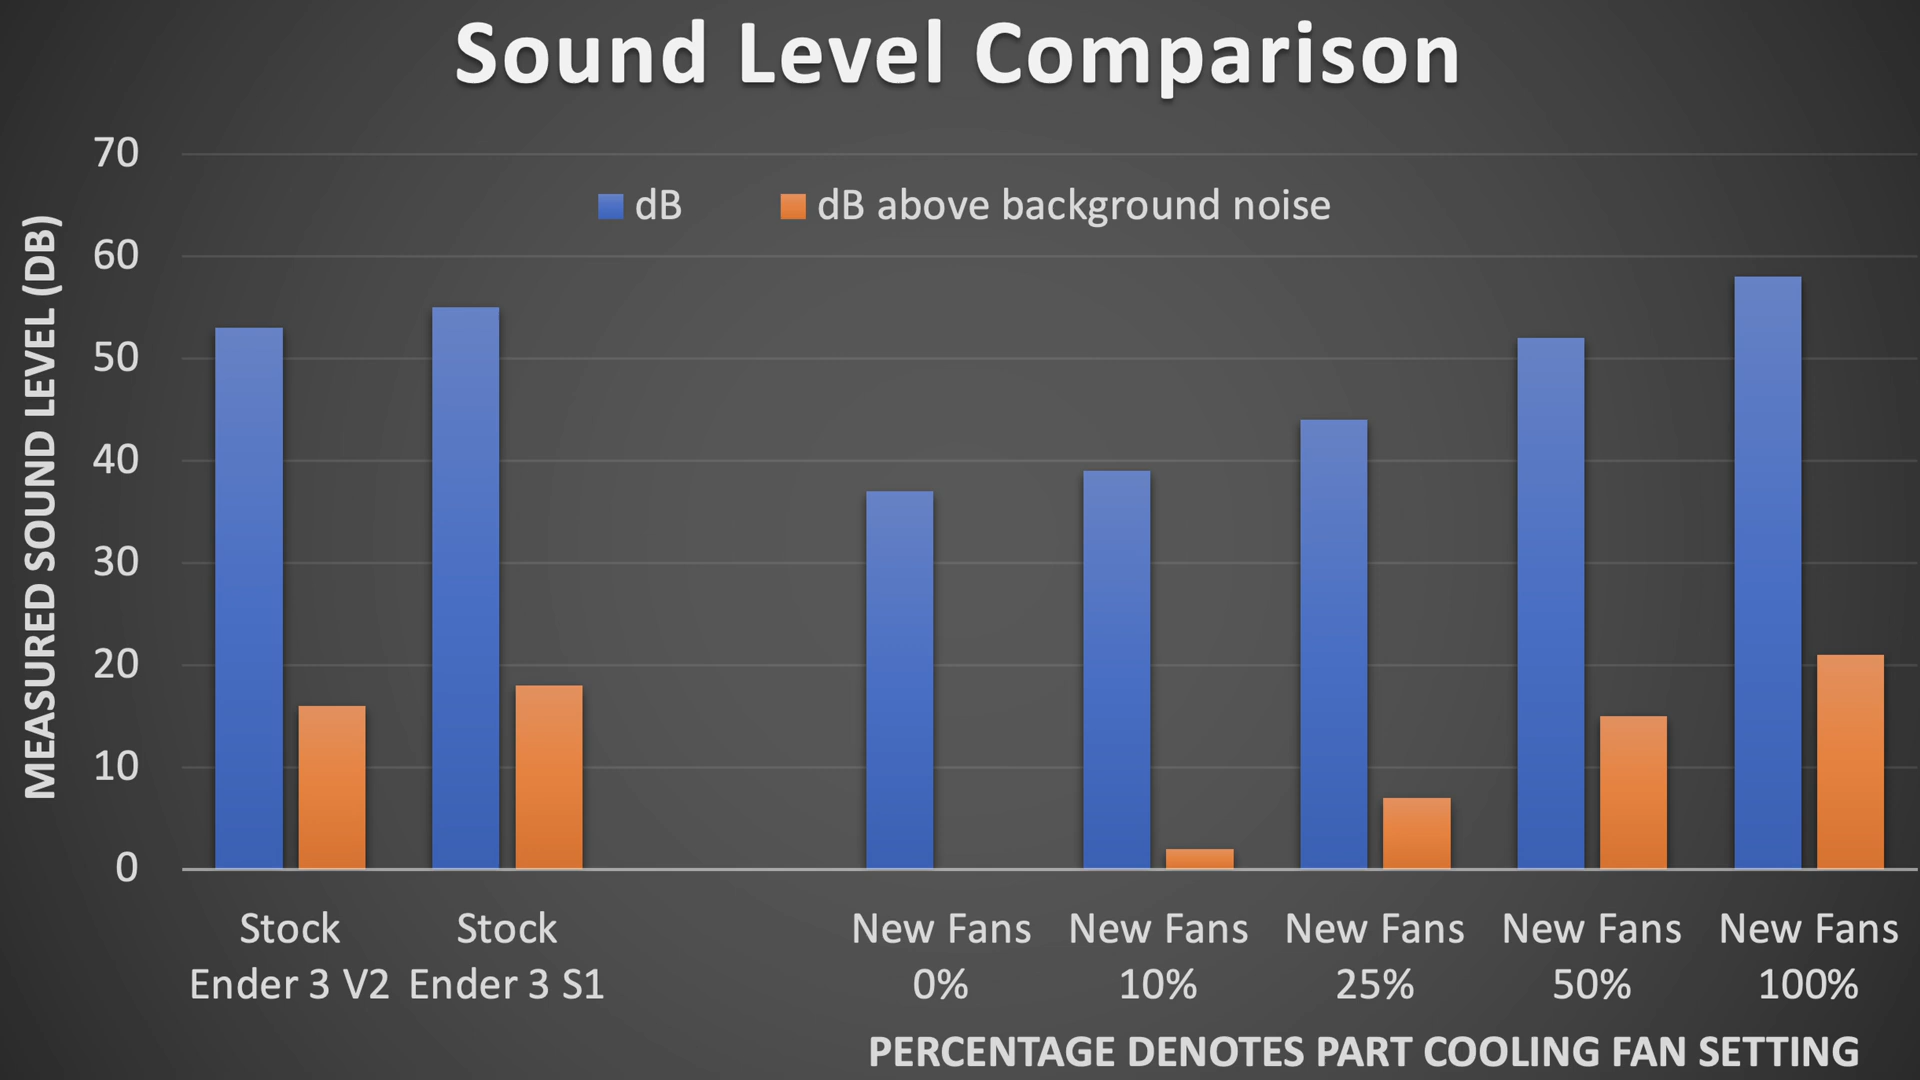 Sound Level Comparison
dB
dB above background noise
MEASURED SOUND LEVEL (DB)
70
60
50
40
30
20
10
0
Stock
Ender 3 V2
Stock
Ender 3 S1
New Fans
0%
New Fans
10%
New Fans
25%
New Fans
50%
New Fans
100%
PERCENTAGE DENOTES PART COOLING FAN SETTING